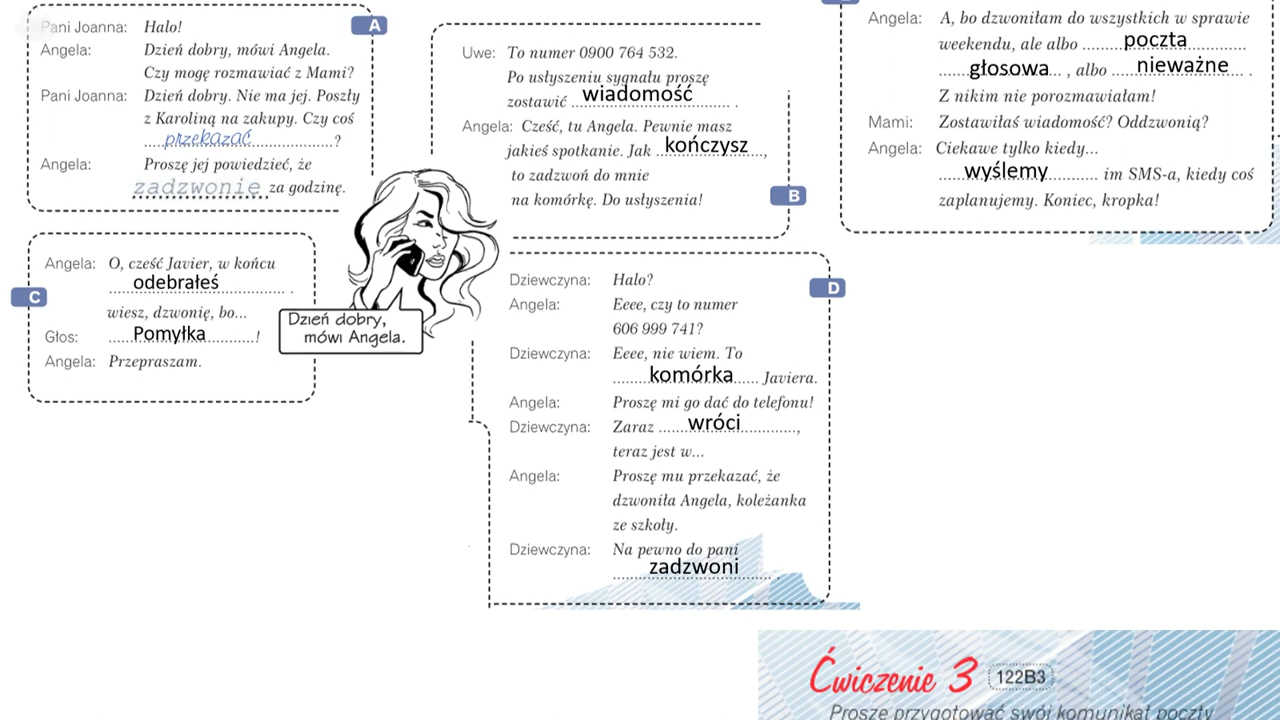 Pani Joanna: Halo!
Angela: Dzień dobry, mówi Angela.
Czy mogę rozmawiać z Mami?
Pani Joanna: Dzień dobry. Nie ma jej. Poszły
z Karoliną na zakupy. Czy coś
przekazać ?
Angela: Proszę jej powiedzieć, że
zadzwonię za godzinę.
A
Uwe: To numer 0900 764 532.
Po usłyszeniu sygnału proszę
zostawić wiadomość .
Angela: Cześć, tu Angela. Pewnie masz
jakieś spotkanie. Jak kończysz ,
to zadzwoń do mnie
na komórkę. Do usłyszenia!
B
Angela: O, cześć Javier, w końcu
odebrałeś .
wiesz, dzwonię, bo...
Głos: Pomyłka !
Angela: Przepraszam.
C
Dzień dobry,
mówi Angela.
Dziewczyna: Halo?
Angela: Eeee, czy to numer
606 999 741?
Dziewczyna: Eeee, nie wiem. To
komórka Javiera.
Angela: Proszę mi go dać do telefonu!
Dziewczyna: Zaraz wróci ,
teraz jest w...
Angela: Proszę mu przekazać, że
dzwoniła Angela, koleżanka
ze szkoły.
Dziewczyna: Na pewno do pani
zadzwoni .
D
Angela: A, bo dzwoniłam do wszystkich w sprawie
weekendu, ale albo poczta
głosowa , albo nieważne .
Z nikim nie porozmawiałam!
Mami: Zostawiłaś wiadomość? Oddzwonią?
Angela: Ciekawe tylko kiedy...
wyślemy im SMS-a, kiedy coś
zaplanujemy. Koniec, kropka!
Ćwiczenie 3 122B3
Proszę przygotować swój komunikat poczty